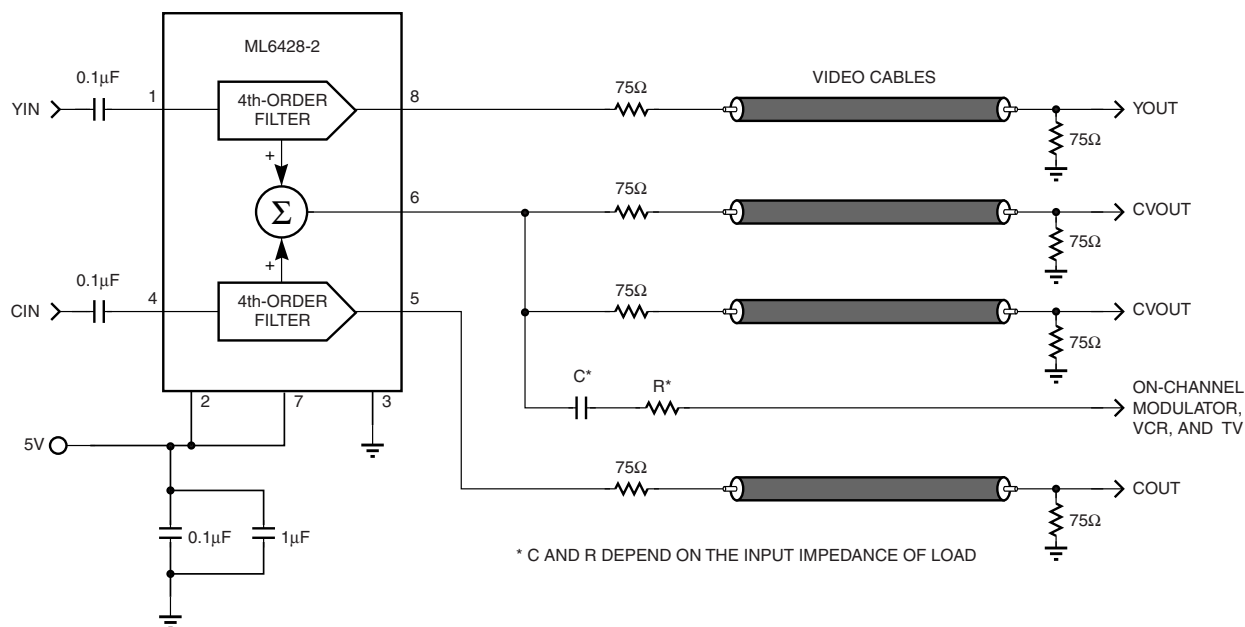 ML6428-2
0.1µF
75Ω
VIDEO CABLES
YIN
1
4th-ORDER
FILTER
8
YOUT
75Ω
+
75Ω
Σ
6
CVOUT
75Ω
+
0.1µF
75Ω
CIN
4
4th-ORDER
FILTER
5
CVOUT
75Ω
C*
R*
ON-CHANNEL
MODULATOR,
VCR, AND TV
2
7
3
5V
75Ω
COUT
75Ω
0.1µF
1µF
* C AND R DEPEND ON THE INPUT IMPEDANCE OF LOAD